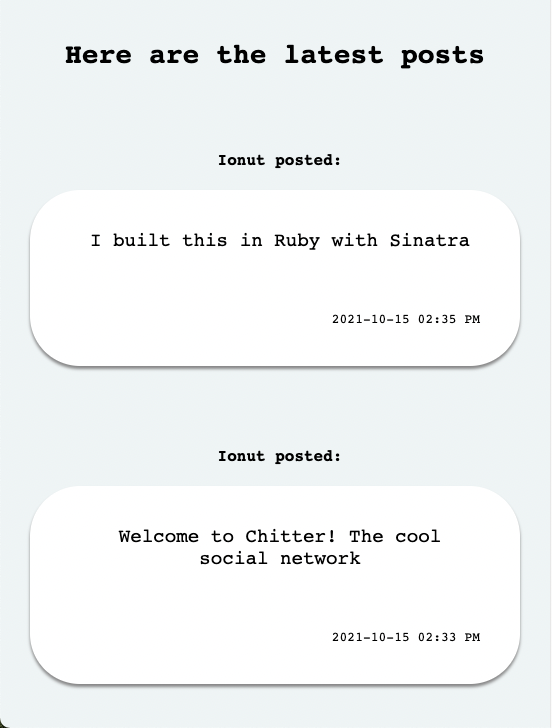 Here are the latest posts
Ionut posted:
I built this in Ruby with Sinatra
2021-10-15 02:35 PM
Ionut posted:
Welcome to Chitter! The cool
social network
2021-10-15 02:33 PM